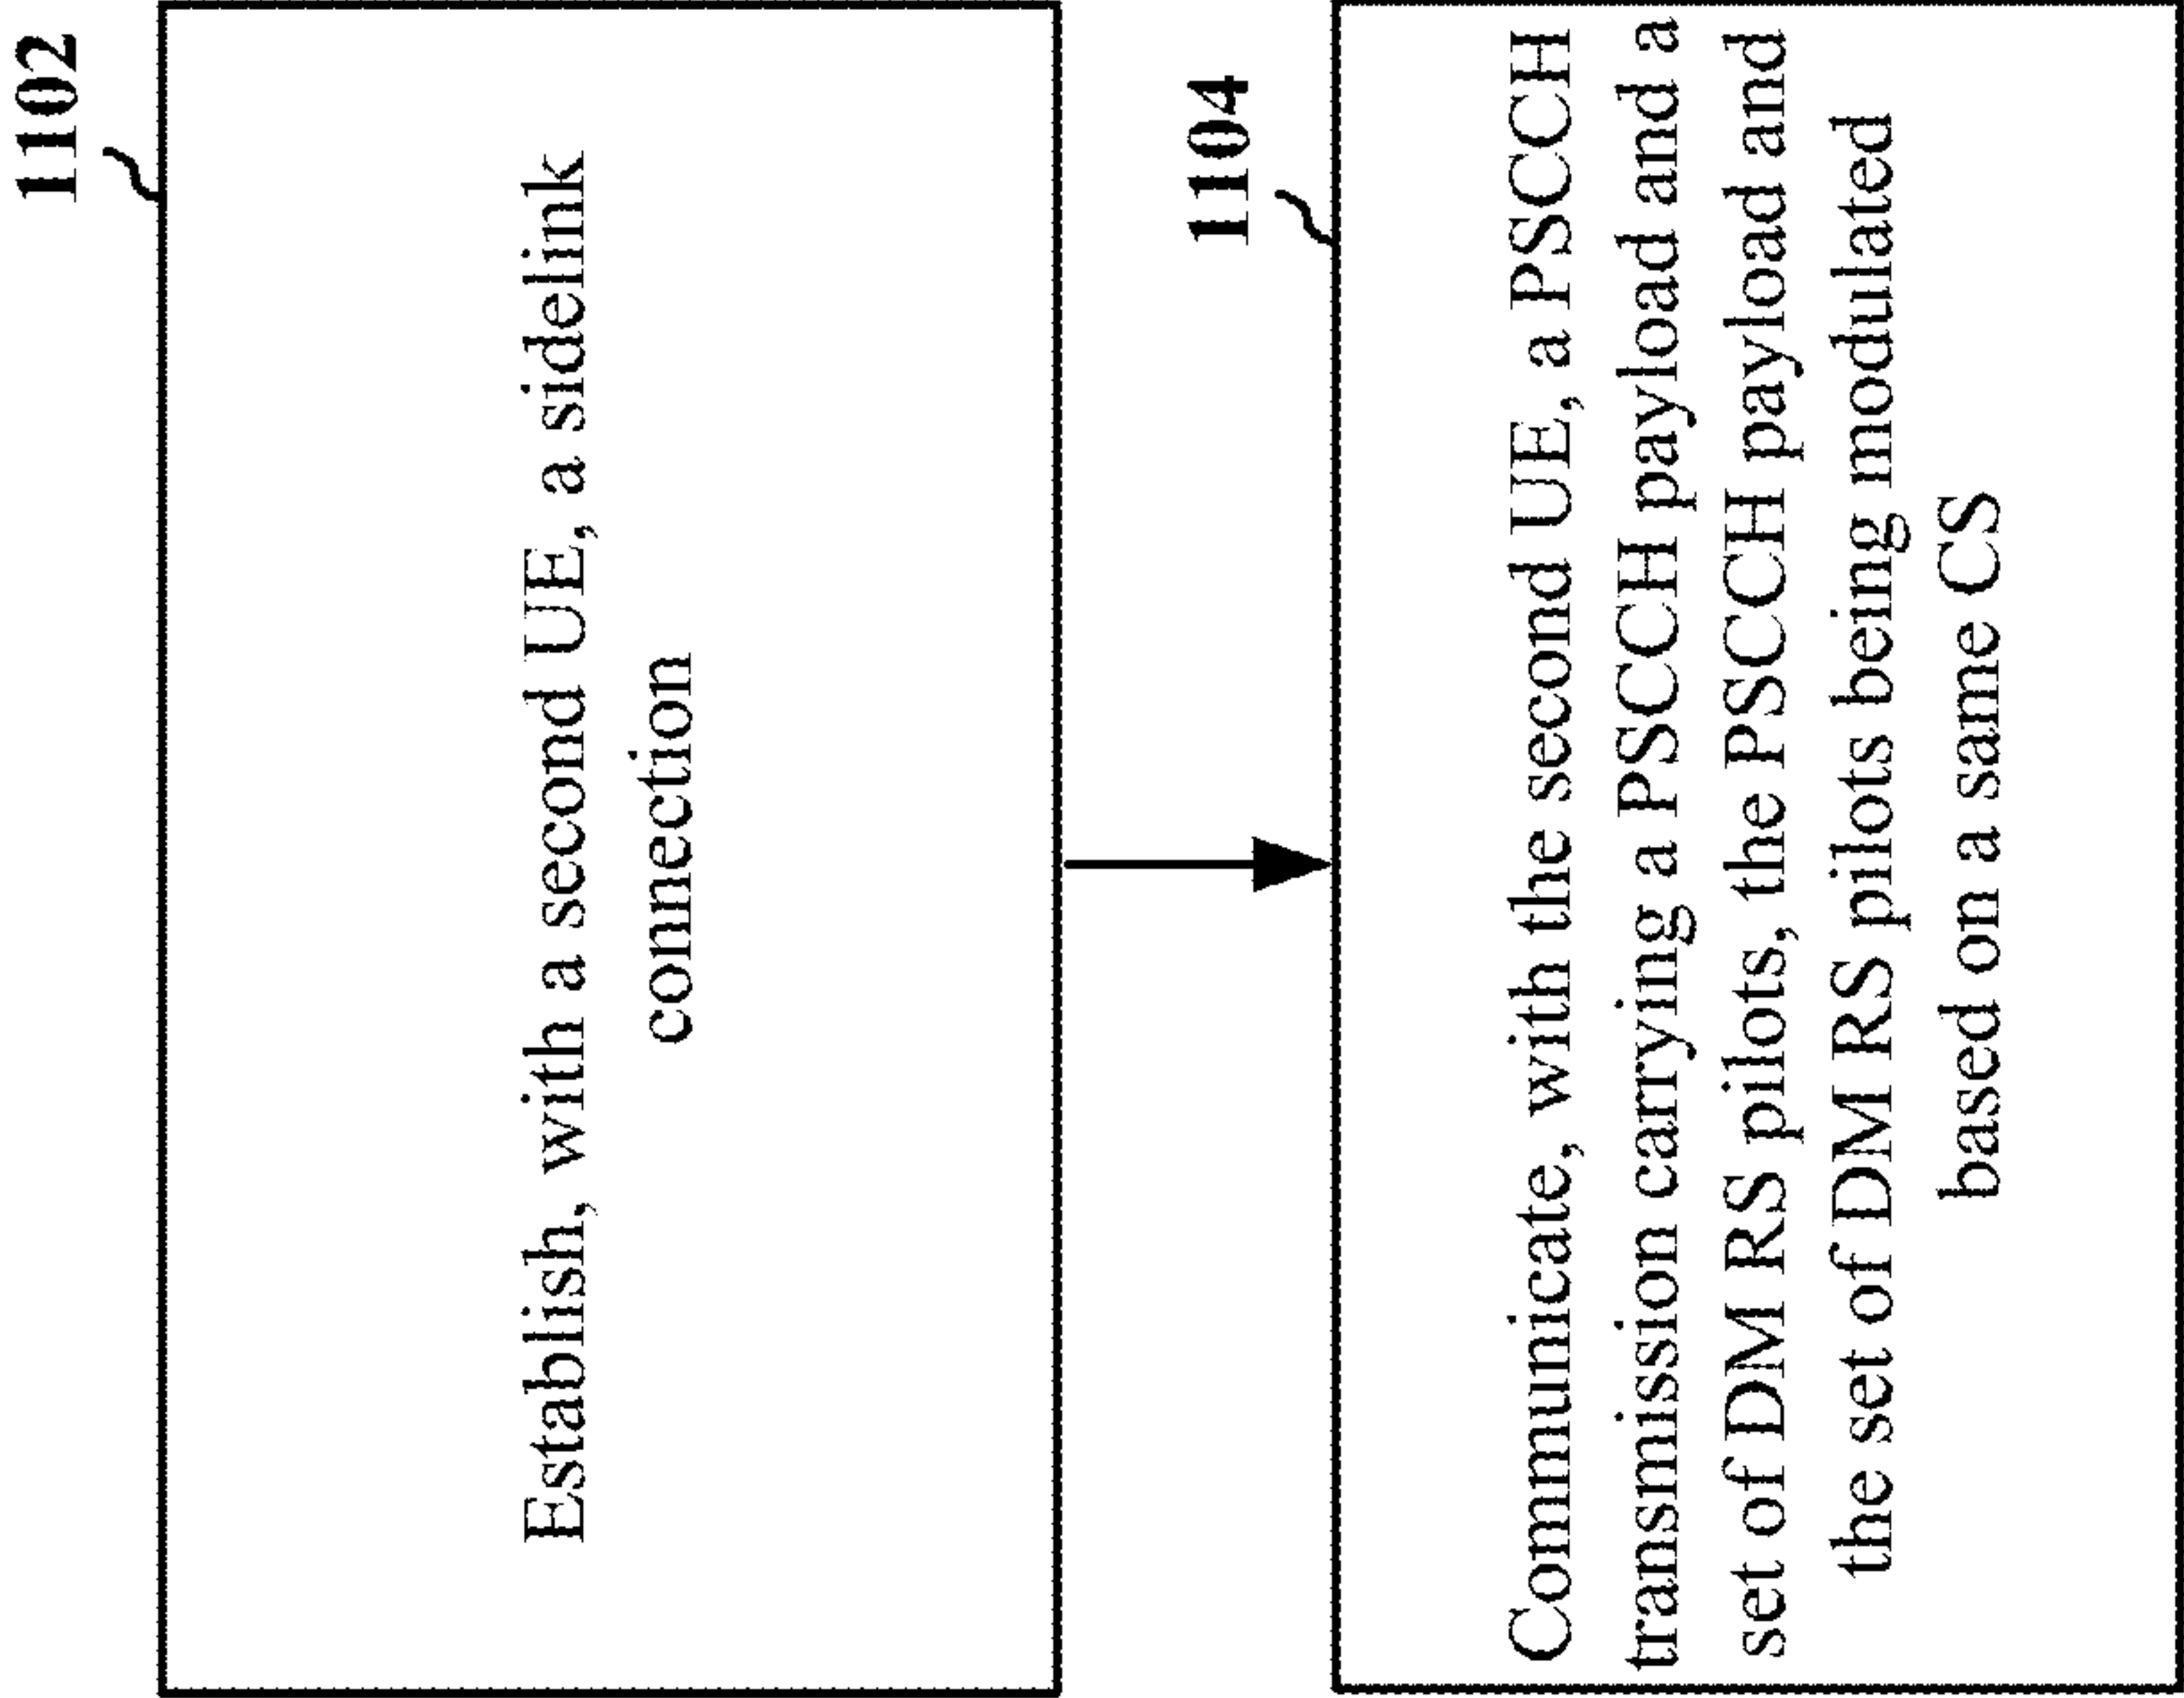 1102
Establish, with a second UE, a sidelink
connection
1104
Communicate, with the second UE, a PSCCH
transmission carrying a PSCCH payload and a
set of DM RS pilots, the PSCCH payload and
the set of DM RS pilots being modulated
based on a same CS